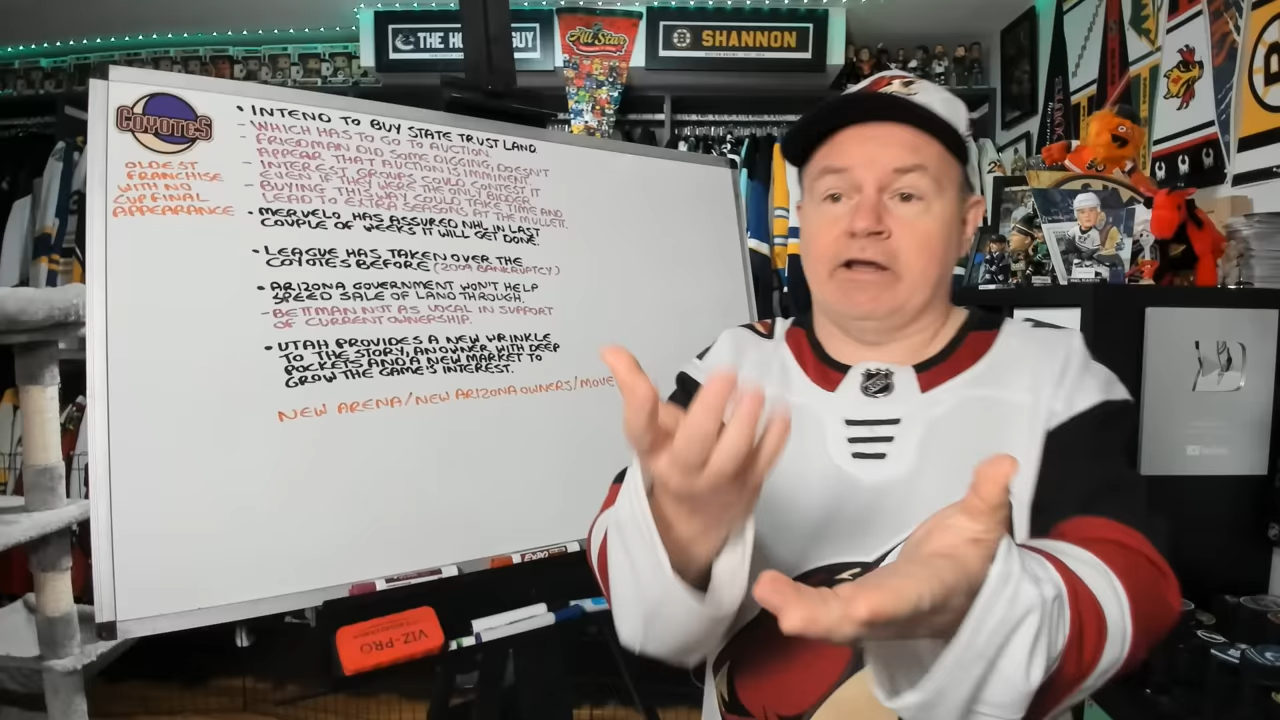 THE HO GUY
All Star
SHANNON
COYOTES
OLDEST
FRANCHISE
WITH NO
CUP FINAL
APPEARANCE
• INTEND TO BUY STATE TRUST LAND
- WHICH HAS TO GO TO AUCTION.
- FRIEDMAN DID SOME DIGGING, DOESN'T
APPEAR THAT AUCTION IS IMMINENT
- INTEREST GROUPS COULD CONTEST IT
EVEN IF THEY WERE THE ONLY BIDDER
- BUYING THIS WAY COULD TAKE TIME AND
LEAD TO EXTRA SEASONS AT THE MULLETT.
• MERUELO HAS ASSURED NHL IN LAST
COUPLE OF WEEKS IT WILL GET DONE.
• LEAGUE HAS TAKEN OVER THE
COYOTES BEFORE (2009 BANKRUPTCY)
• ARIZONA GOVERNMENT WON'T HELP
SPEED SALE OF LAND THROUGH.
- BETTMAN NOT AS VOCAL IN SUPPORT
OF CURRENT OWNERSHIP.
• UTAH PROVIDES A NEW WRINKLE
TO THE STORY, AN OWNER WITH DEEP
POCKETS AND A NEW MARKET TO
GROW THE GAME'S INTEREST.
NEW ARENA/NEW ARIZONA OWNERS/MOVE
NHL
EXPO
VIZ-PRO